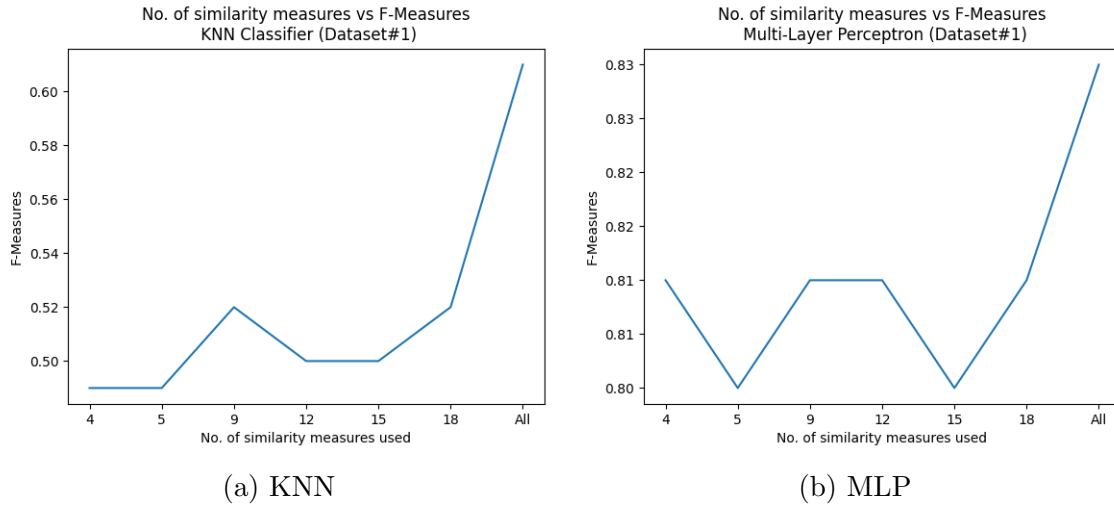 No. of similarity measures vs F-Measures
KNN Classifier (Dataset#1)
F-Measures
0.60
0.58
0.56
0.54
0.52
0.50
4 5 9 12 15 18 All
No. of similarity measures used
(a) KNN
No. of similarity measures vs F-Measures
Multi-Layer Perceptron (Dataset#1)
F-Measures
0.83
0.83
0.82
0.82
0.81
0.81
0.80
4 5 9 12 15 18 All
No. of similarity measures used
(b) MLP